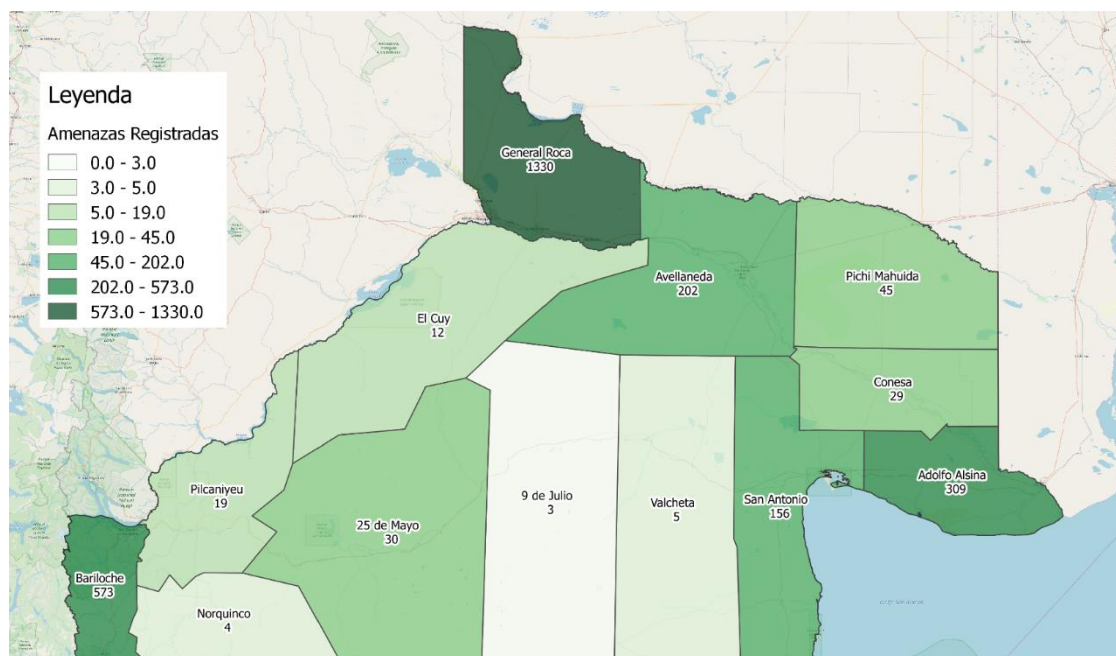 Leyenda
Amenazas Registradas
0.0 - 3.0
3.0 - 5.0
5.0 - 19.0
19.0 - 45.0
45.0 - 202.0
202.0 - 573.0
573.0 - 1330.0
General Roca
1330
Avellaneda
202
Pichi Mahuida
45
El Cuy
12
Conesa
29
Adolfo Alsina
309
Pilcaniyeu
19
25 de Mayo
30
9 de Julio
3
Valcheta
5
San Antonio
156
Bariloche
573
Norquinco
4